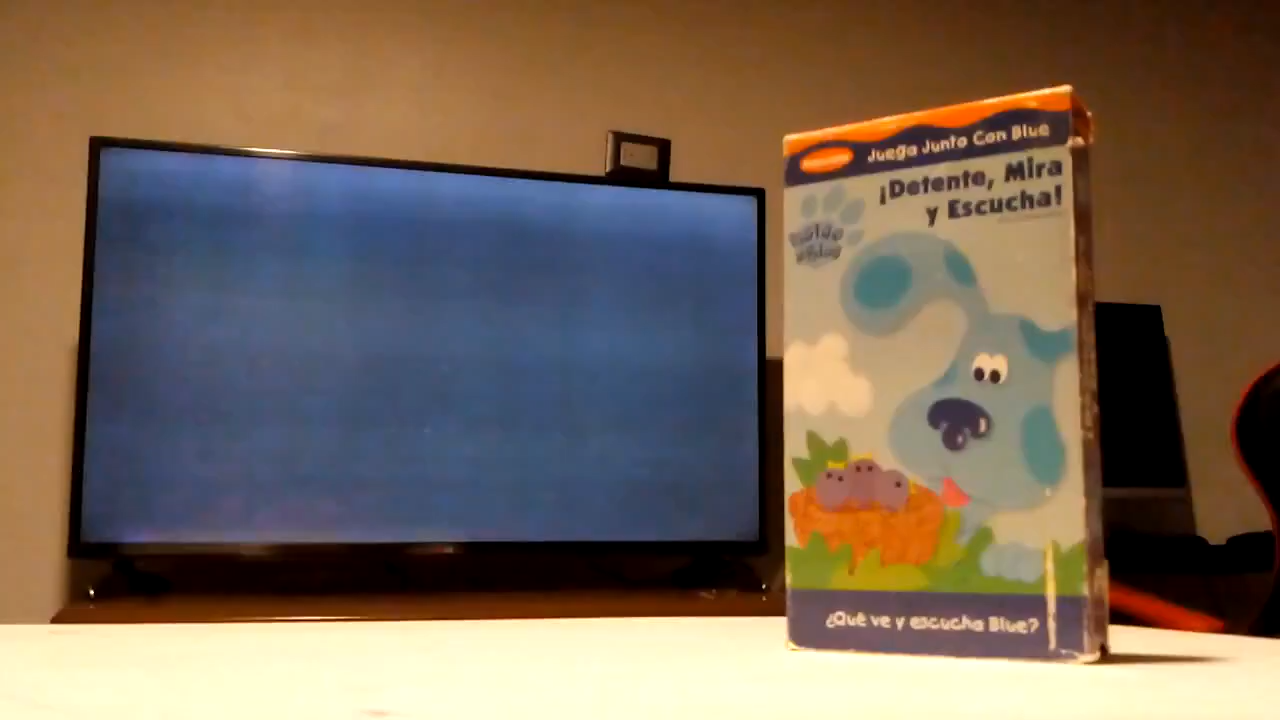 Juega Junto Con Blue
¡Detente, Mira
y Escucha!
¿Qué ve y escucha Blue?